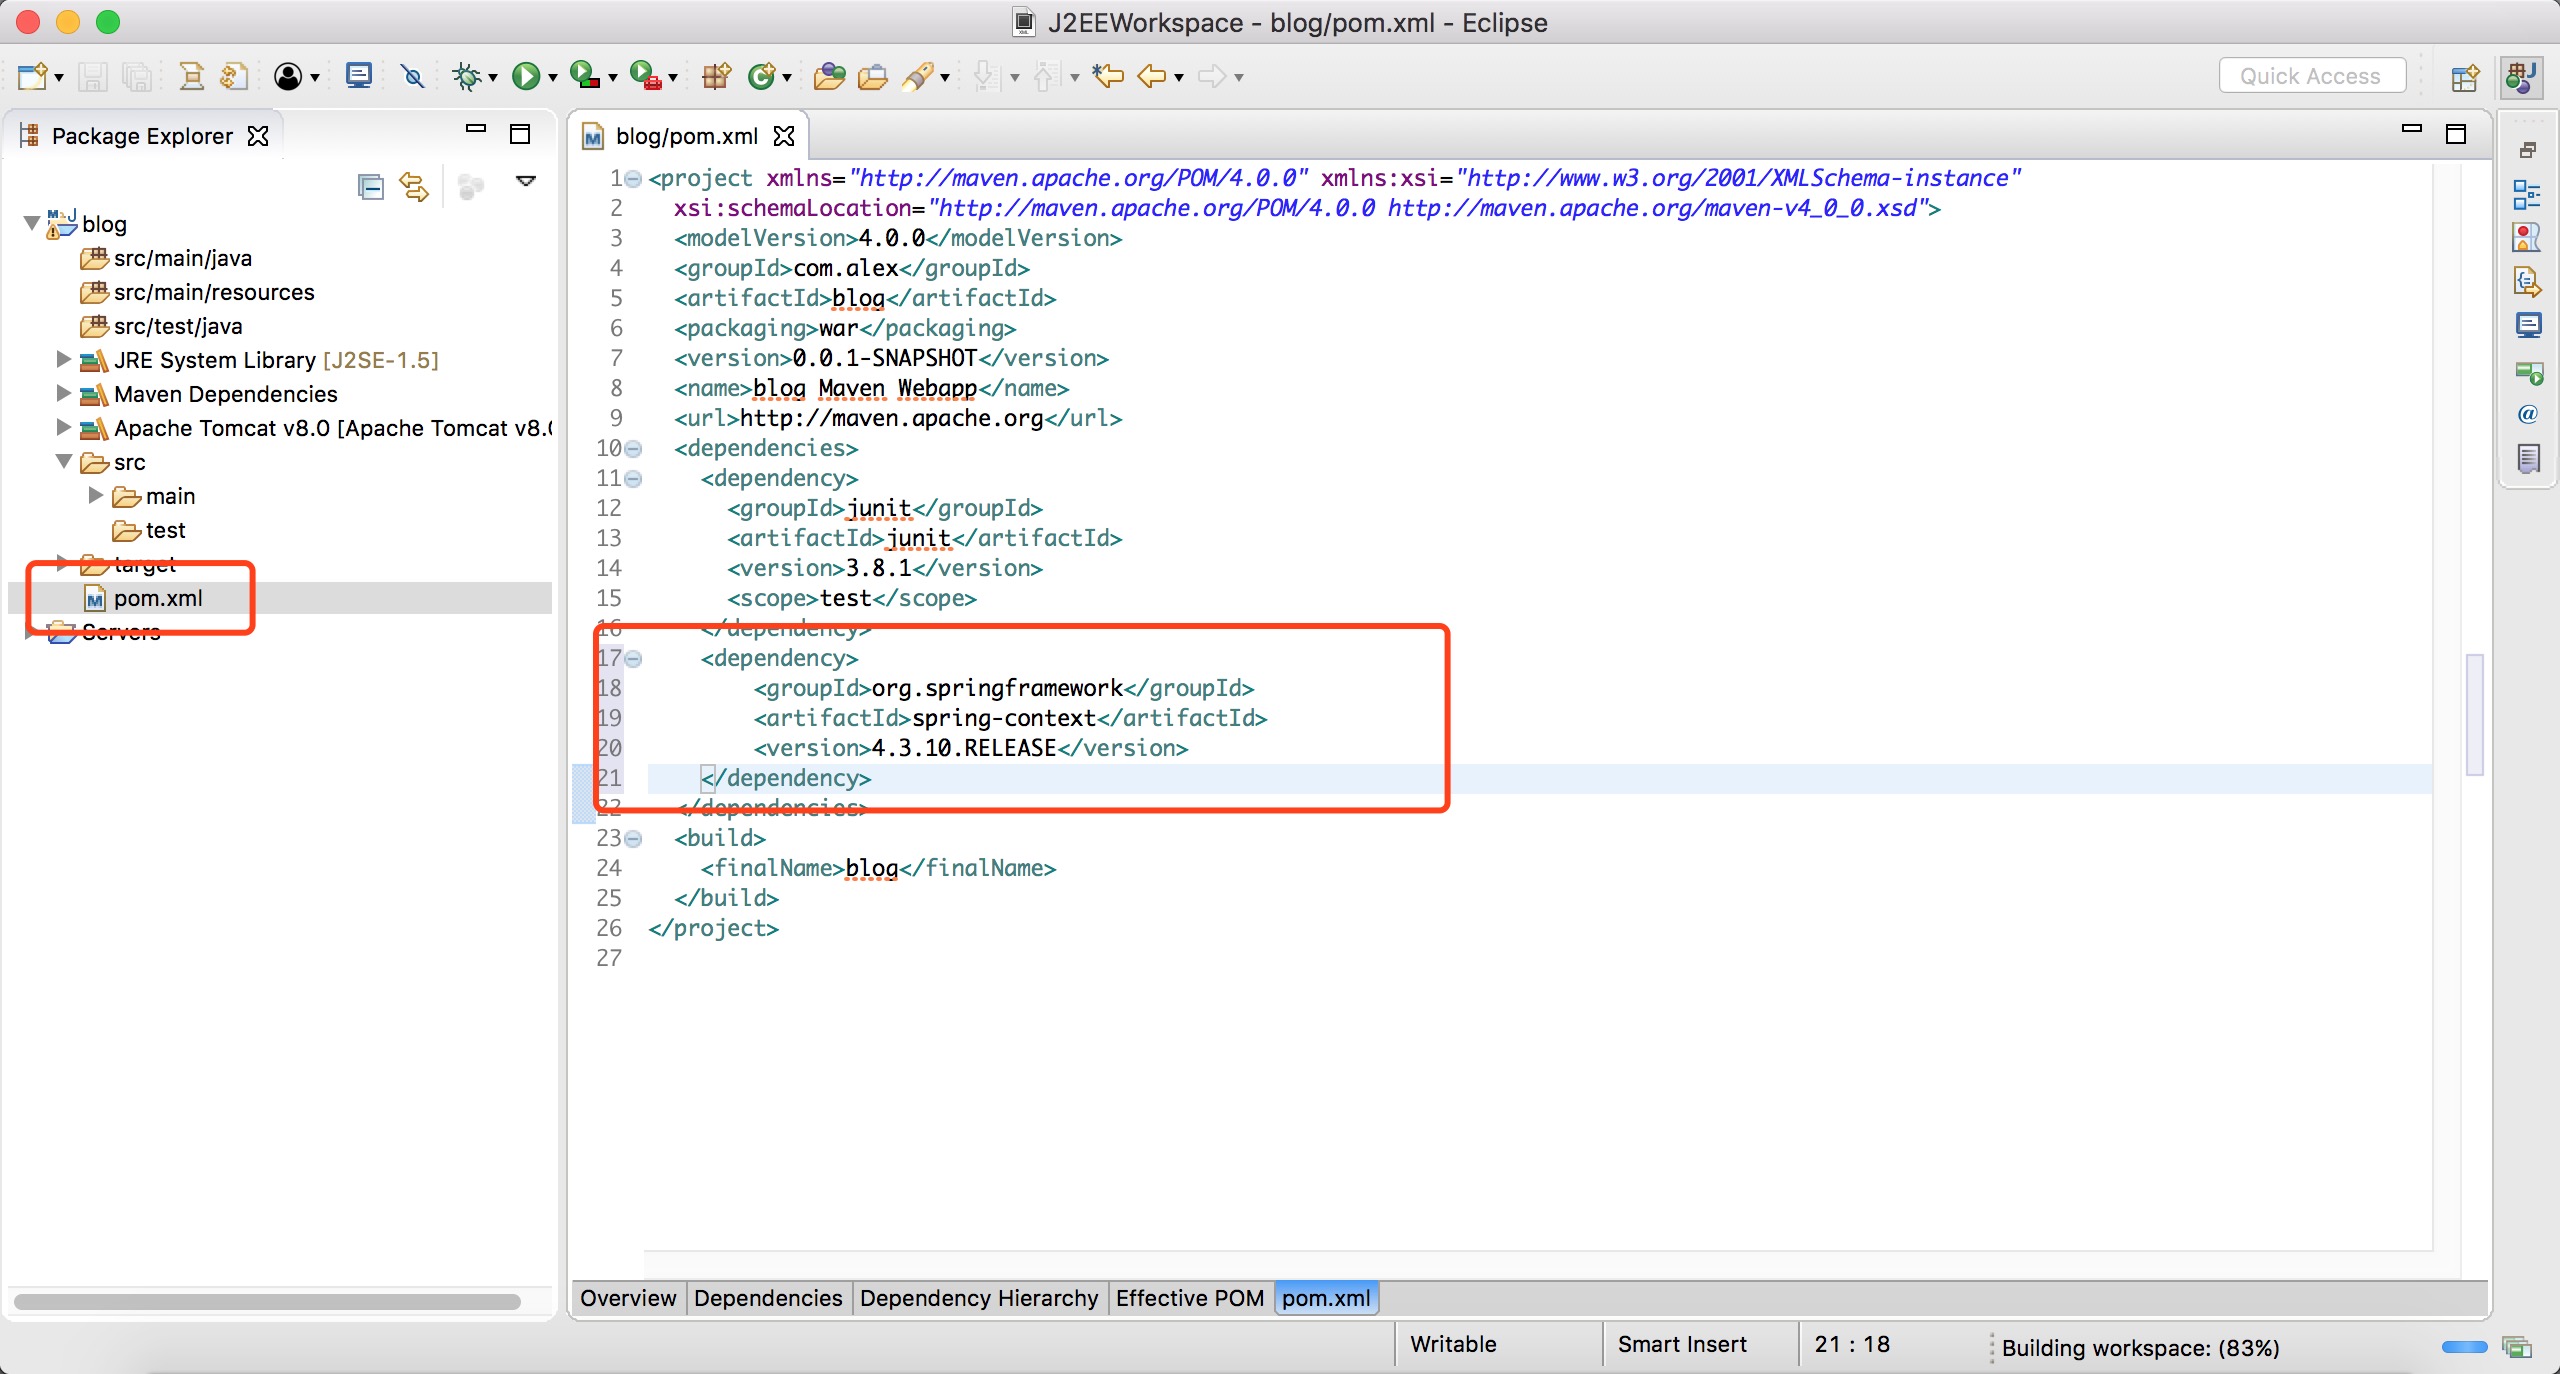 J2EEWorkspace - blog/pom.xml - Eclipse
Quick Access
Package Explorer
blog
src/main/java
src/main/resources
src/test/java
JRE System Library [J2SE-1.5]
Maven Dependencies
Apache Tomcat v8.0 [Apache Tomcat v8.0
src
main
test
target
pom.xml
Servers
blog/pom.xml
1 <project xmlns="http://maven.apache.org/POM/4.0.0" xmlns:xsi="http://www.w3.org/2001/XMLSchema-instance"
2 xsi:schemaLocation="http://maven.apache.org/POM/4.0.0 http://maven.apache.org/maven-v4_0_0.xsd">
3 <modelVersion>4.0.0</modelVersion>
4 <groupId>com.alex</groupId>
5 <artifactId>blog</artifactId>
6 <packaging>war</packaging>
7 <version>0.0.1-SNAPSHOT</version>
8 <name>blog Maven Webapp</name>
9 <url>http://maven.apache.org</url>
10 <dependencies>
11 <dependency>
12 <groupId>junit</groupId>
13 <artifactId>junit</artifactId>
14 <version>3.8.1</version>
15 <scope>test</scope>
16 </dependency>
17 <dependency>
18 <groupId>org.springframework</groupId>
19 <artifactId>spring-context</artifactId>
20 <version>4.3.10.RELEASE</version>
21 </dependency>
22 </dependencies>
23 <build>
24 <finalName>blog</finalName>
25 </build>
26 </project>
27
Overview Dependencies Dependency Hierarchy Effective POM pom.xml
Writable Smart Insert 21 : 18 Building workspace: (83%)